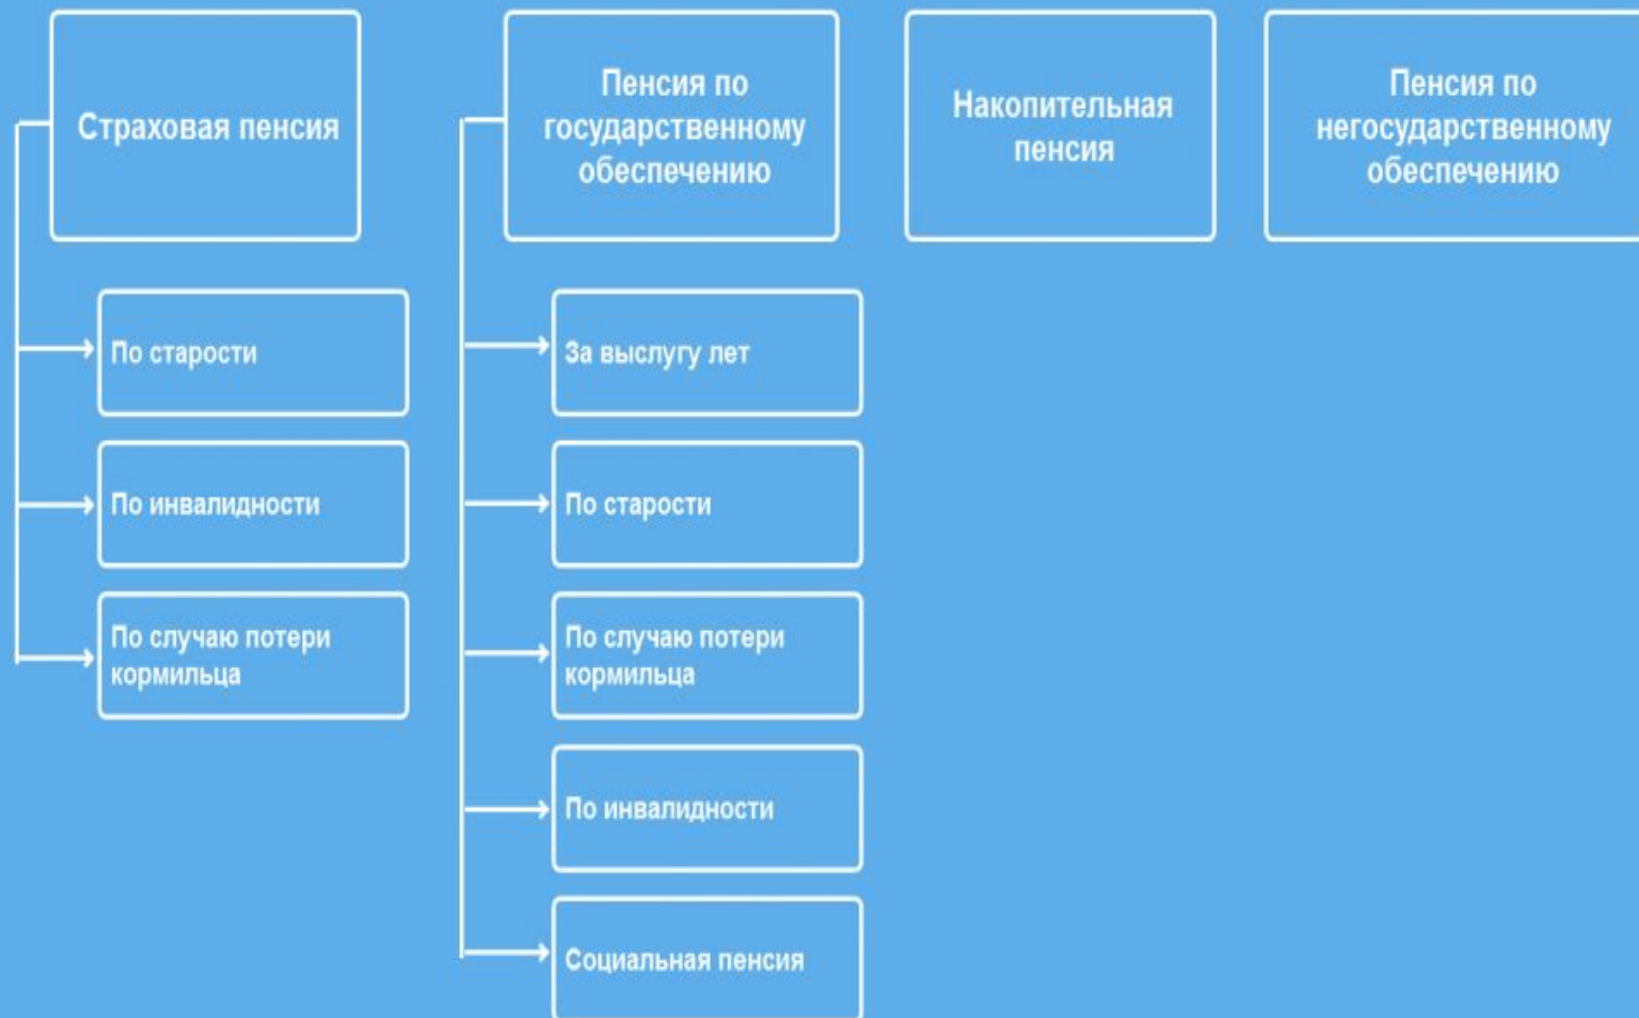 Страховая пенсия
Пенсия по
государственному
обеспечению
Накопительная
пенсия
Пенсия по
негосударственному
обеспечению
По старости
По инвалидности
По случаю потери
кормильца
За выслугу лет
По старости
По случаю потери
кормильца
По инвалидности
Социальная пенсия